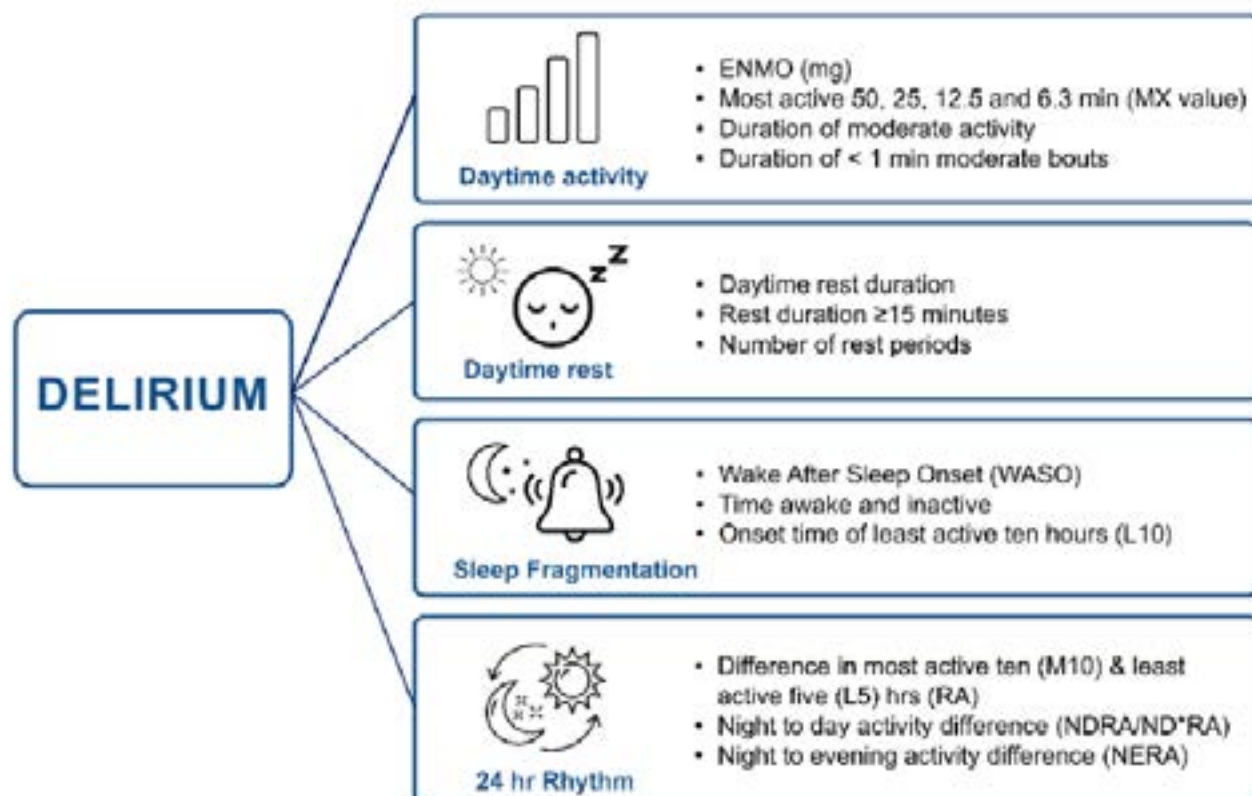 DELIRIUM
Daytime activity
• ENMO (mg)
• Most active 50, 25, 12.5 and 6.3 min (MX value)
• Duration of moderate activity
• Duration of < 1 min moderate bouts
z z
Daytime rest
• Daytime rest duration
• Rest duration ≥15 minutes
• Number of rest periods
Sleep Fragmentation
• Wake After Sleep Onset (WASO)
• Time awake and inactive
• Onset time of least active ten hours (L10)
24 hr Rhythm
• Difference in most active ten (M10) & least
active five (L5) hrs (RA)
• Night to day activity difference (NDRA/ND*RA)
• Night to evening activity difference (NERA)